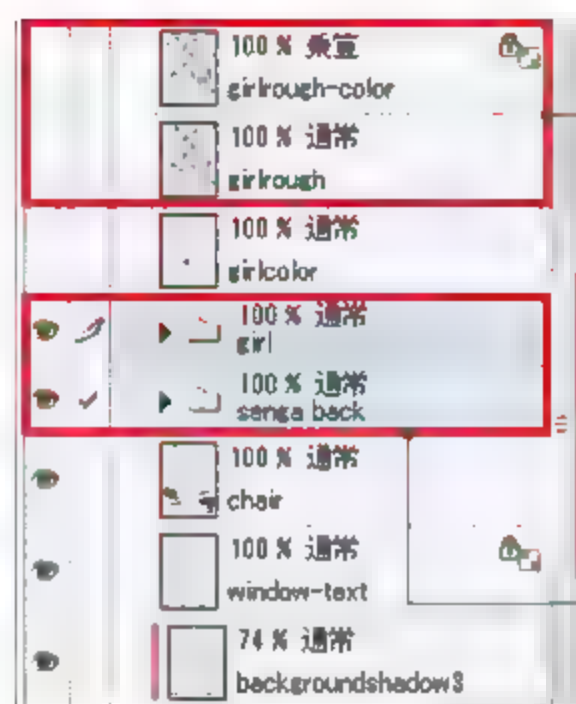 100 % 乗算
girlrough-color
100 % 通常
girlrough
100 % 通常
girlcolor
100 % 通常
girl
100 % 通常
senga back
100 % 通常
chair
100 % 通常
window-text
74 % 通常
backgroundshadow3